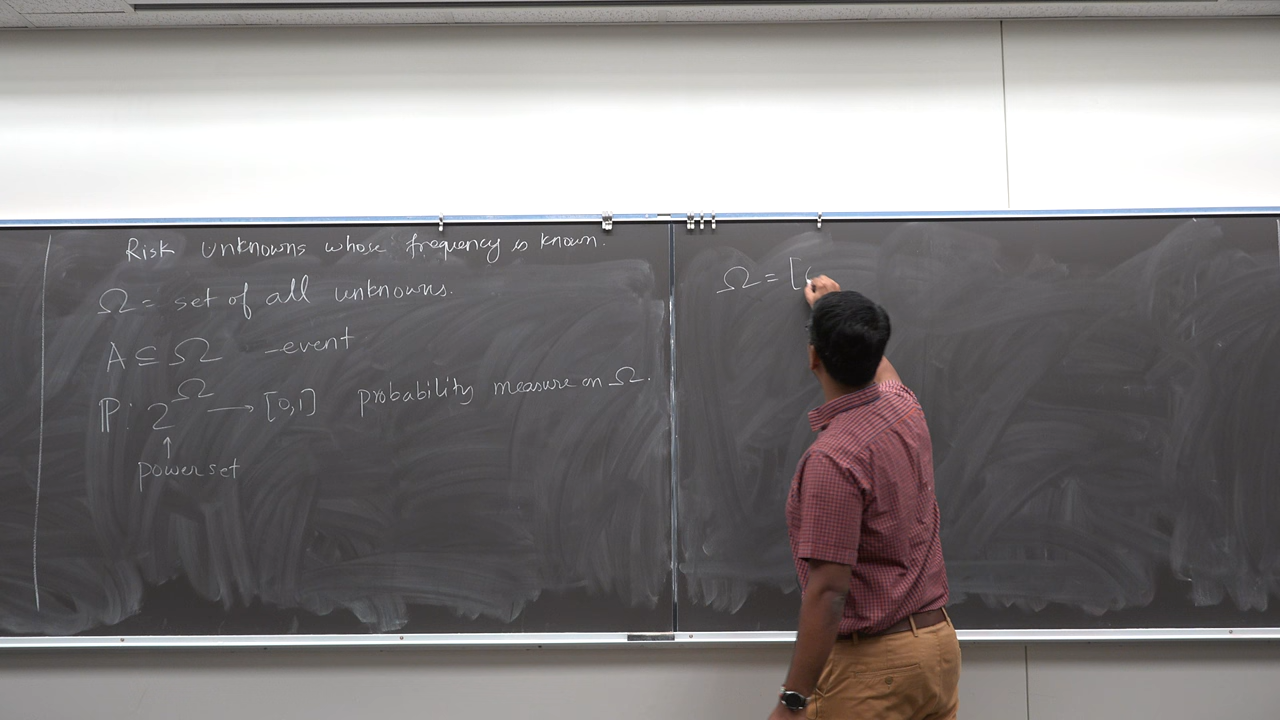 Risk unknowns whose frequency is known.
Ω = set of all unknowns.
A ⊆ Ω - event
ℙ: 2^Ω → [0,1] probability measure on Ω.
↑
power set
Ω = [